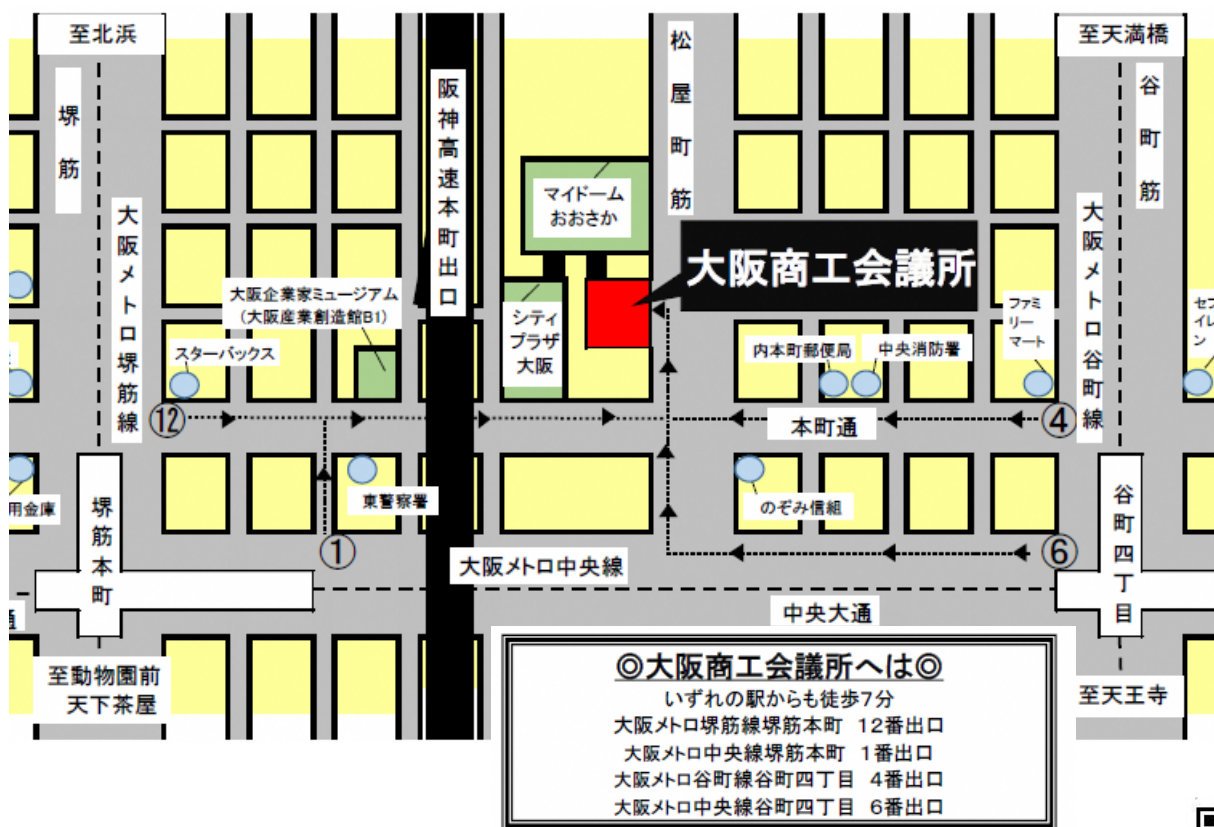 至北浜
堺筋
大阪メトロ堺筋線
阪神高速本町出口
松屋町筋
至天満橋
谷町筋
大阪メトロ谷町線
マイドーム
おおさか
大阪商工会議所
大阪企業家ミュージアム
(大阪産業創造館B1)
シティ
プラザ
大阪
スターバックス
内本町郵便局
中央消防署
ファミ
リー
マート
セブ
イレ
ン
⑫
本町通
④
用金庫
東警察署
のぞみ信組
堺筋本町
①
⑥
谷町四丁目
大阪メトロ中央線
中央大通
通
至動物園前
天下茶屋
至天王寺
◎大阪商工会議所へは◎
いずれの駅からも徒歩7分
大阪メトロ堺筋線堺筋本町 12番出口
大阪メトロ中央線堺筋本町 1番出口
大阪メトロ谷町線谷町四丁目 4番出口
大阪メトロ中央線谷町四丁目 6番出口